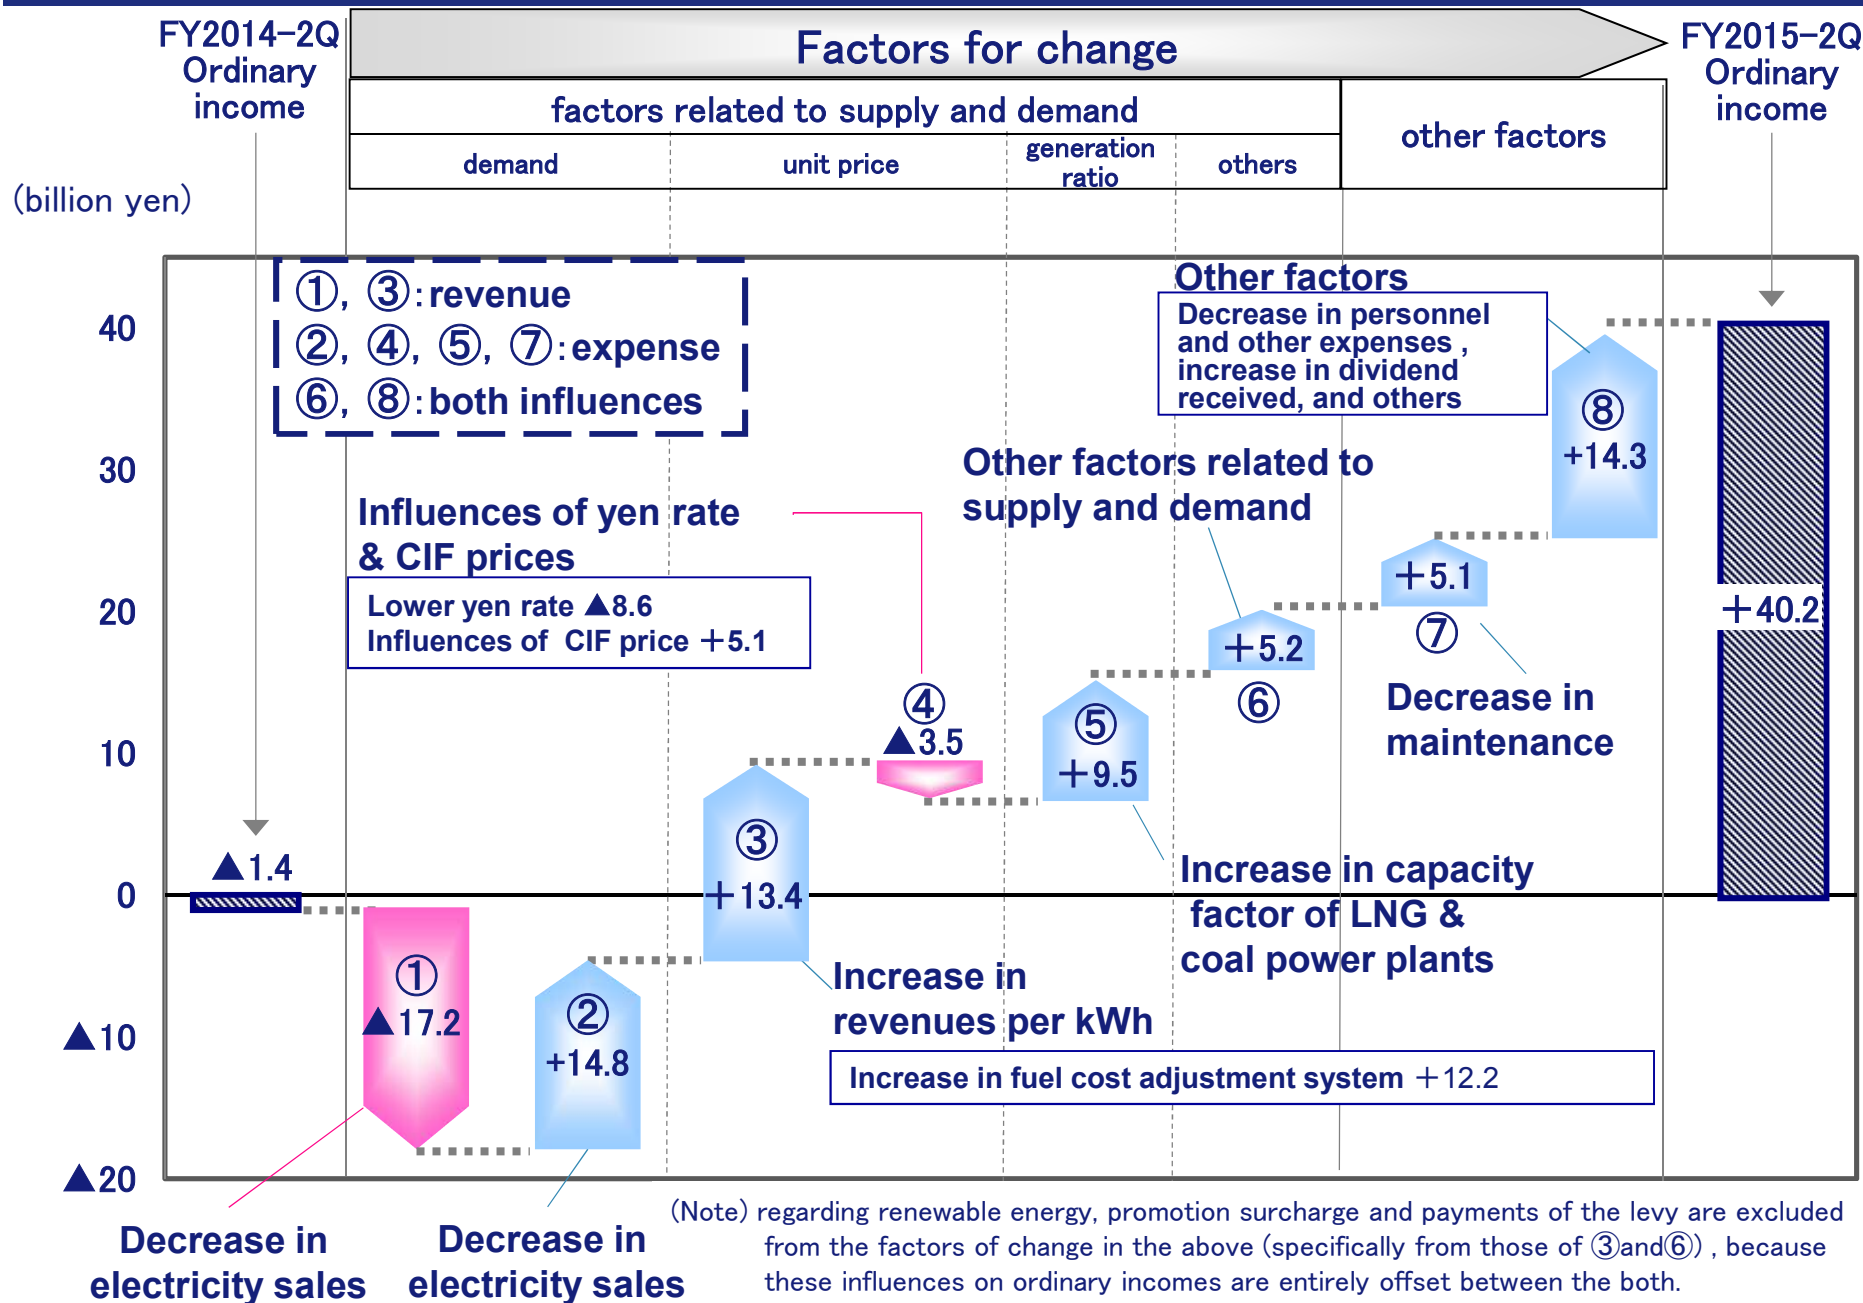 FY2014-2Q
Ordinary
income
Factors for change
FY2015-2Q
Ordinary
income
factors related to supply and demand
other factors
demand
unit price
generation
ratio
others
(billion yen)
①, ③:revenue
②, ④, ⑤, ⑦:expense
⑥, ⑧:both influences
Other factors
Decrease in personnel
and other expenses ,
increase in dividend
received, and others
40
30
20
10
0
▲10
▲20
⑧
+14.3
Other factors related to
supply and demand
Influences of yen rate
& CIF prices
Lower yen rate ▲8.6
Influences of CIF price +5.1
+5.1
⑦
+40.2
+5.2
⑥
④
▲3.5
⑤
+9.5
Decrease in
maintenance
③
+13.4
▲1.4
Increase in capacity
factor of LNG &
coal power plants
①
▲17.2
②
+14.8
Increase in
revenues per kWh
Increase in fuel cost adjustment system +12.2
Decrease in
electricity sales
Decrease in
electricity sales
(Note) regarding renewable energy, promotion surcharge and payments of the levy are excluded
from the factors of change in the above (specifically from those of ③and⑥) , because
these influences on ordinary incomes are entirely offset between the both.